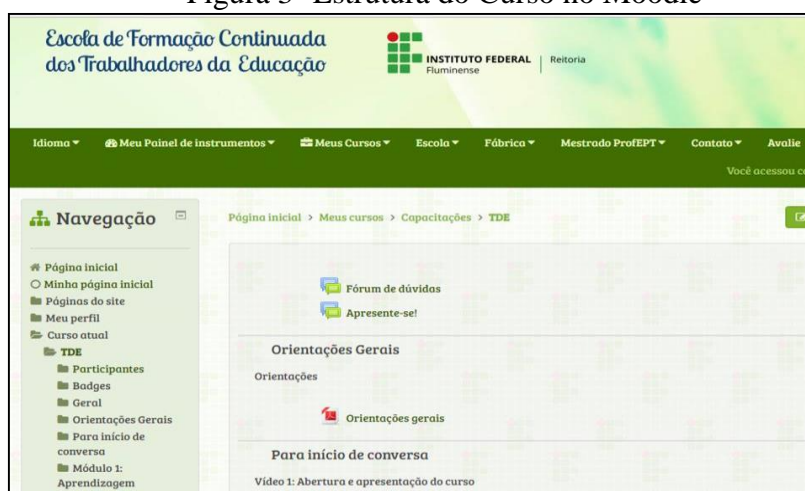 Figura 3- Estrutura do Curso no Moodle
Escola de Formação Continuada
dos Trabalhadores da Educação
INSTITUTO FEDERAL
Fluminense
Reitoria
Idioma
Meu Painel de instrumentos
Meus Cursos
Escola
Fábrica
Mestrado ProfEPT
Contato
Avalie
Você acessou
Navegação
Página inicial > Meus cursos > Capacitações > TDE
Página inicial
Minha página inicial
Páginas do site
Meu perfil
Curso atual
TDE
Participantes
Badges
Geral
Orientações Gerais
Para início de
conversa
Módulo 1:
Aprendizagem
Fórum de dúvidas
Apresente-se!
Orientações Gerais
Orientações
Orientações gerais
Para início de conversa
Vídeo 1: Abertura e apresentação do curso